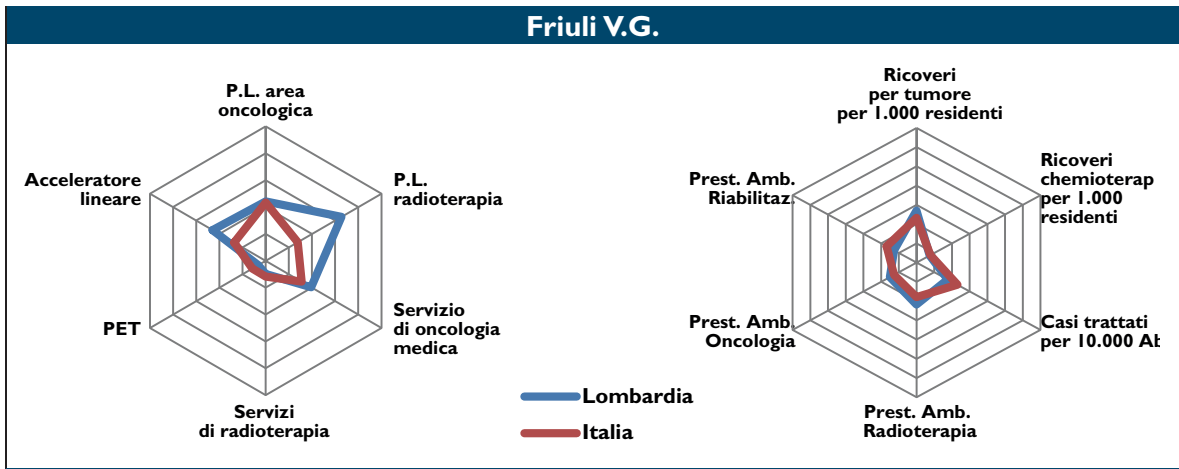 Friuli V.G.
P.L. area
oncologica
Acceleratore
lineare
P.L.
radioterapia
PET
Servizio
di oncologia
medica
Servizi
di radioterapia
Ricoveri
per tumore
per 1.000 residenti
Prest. Amb.
Riabilitaz.
Ricoveri
chemioterap
per 1.000
residenti
Prest. Amb.
Oncologia
Casi trattati
per 10.000 Ab
Prest. Amb.
Radioterapia
Lombardia
Italia